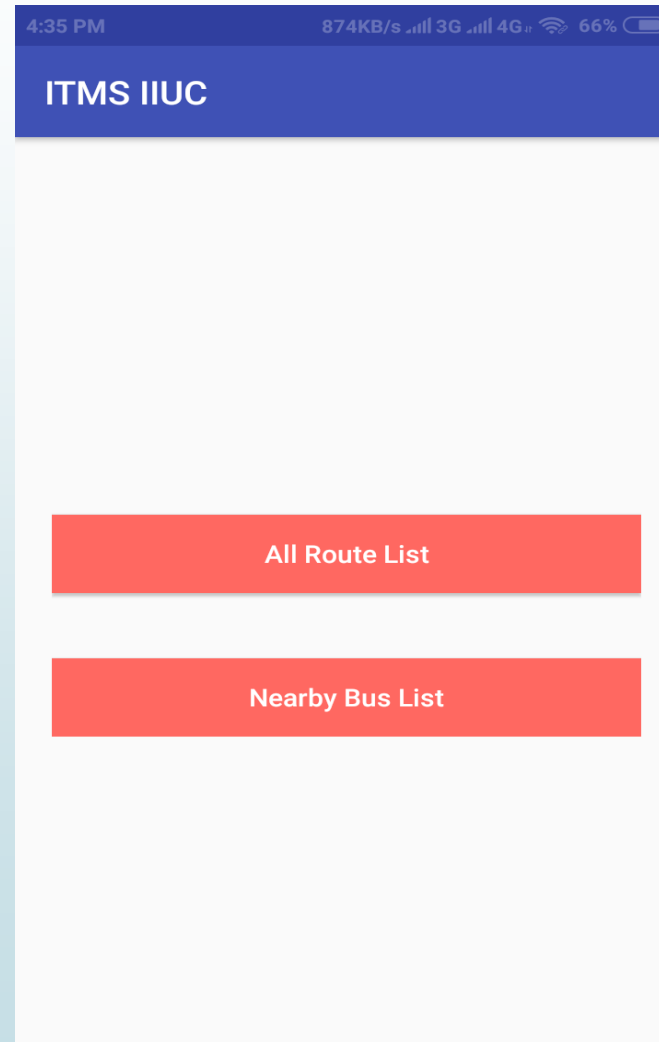 4:35 PM 874KB/s 3G 4G 66%
ITMS IIUC
All Route List
Nearby Bus List